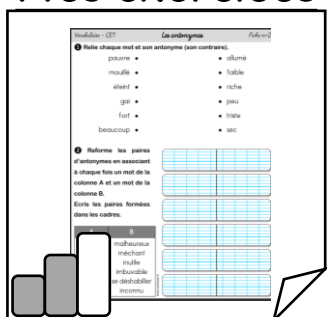 Vocabulaire - CE1
Les antonymes
Fiche n°2
1 Relie chaque mot et son antonyme (son contraire).
pauvre • • allumé
mouillé • • faible
éteint • • riche
gai • • peu
fort • • triste
beaucoup • • sec
2 Reforme les paires
d'antonymes en associant
à chaque fois un mot de la
colonne A et un mot de la
colonne B.
Ecris les paires formées
dans les cadres.
A B
malheureux
méchant
inutile
imbuvable
se déshabiller
inconnu